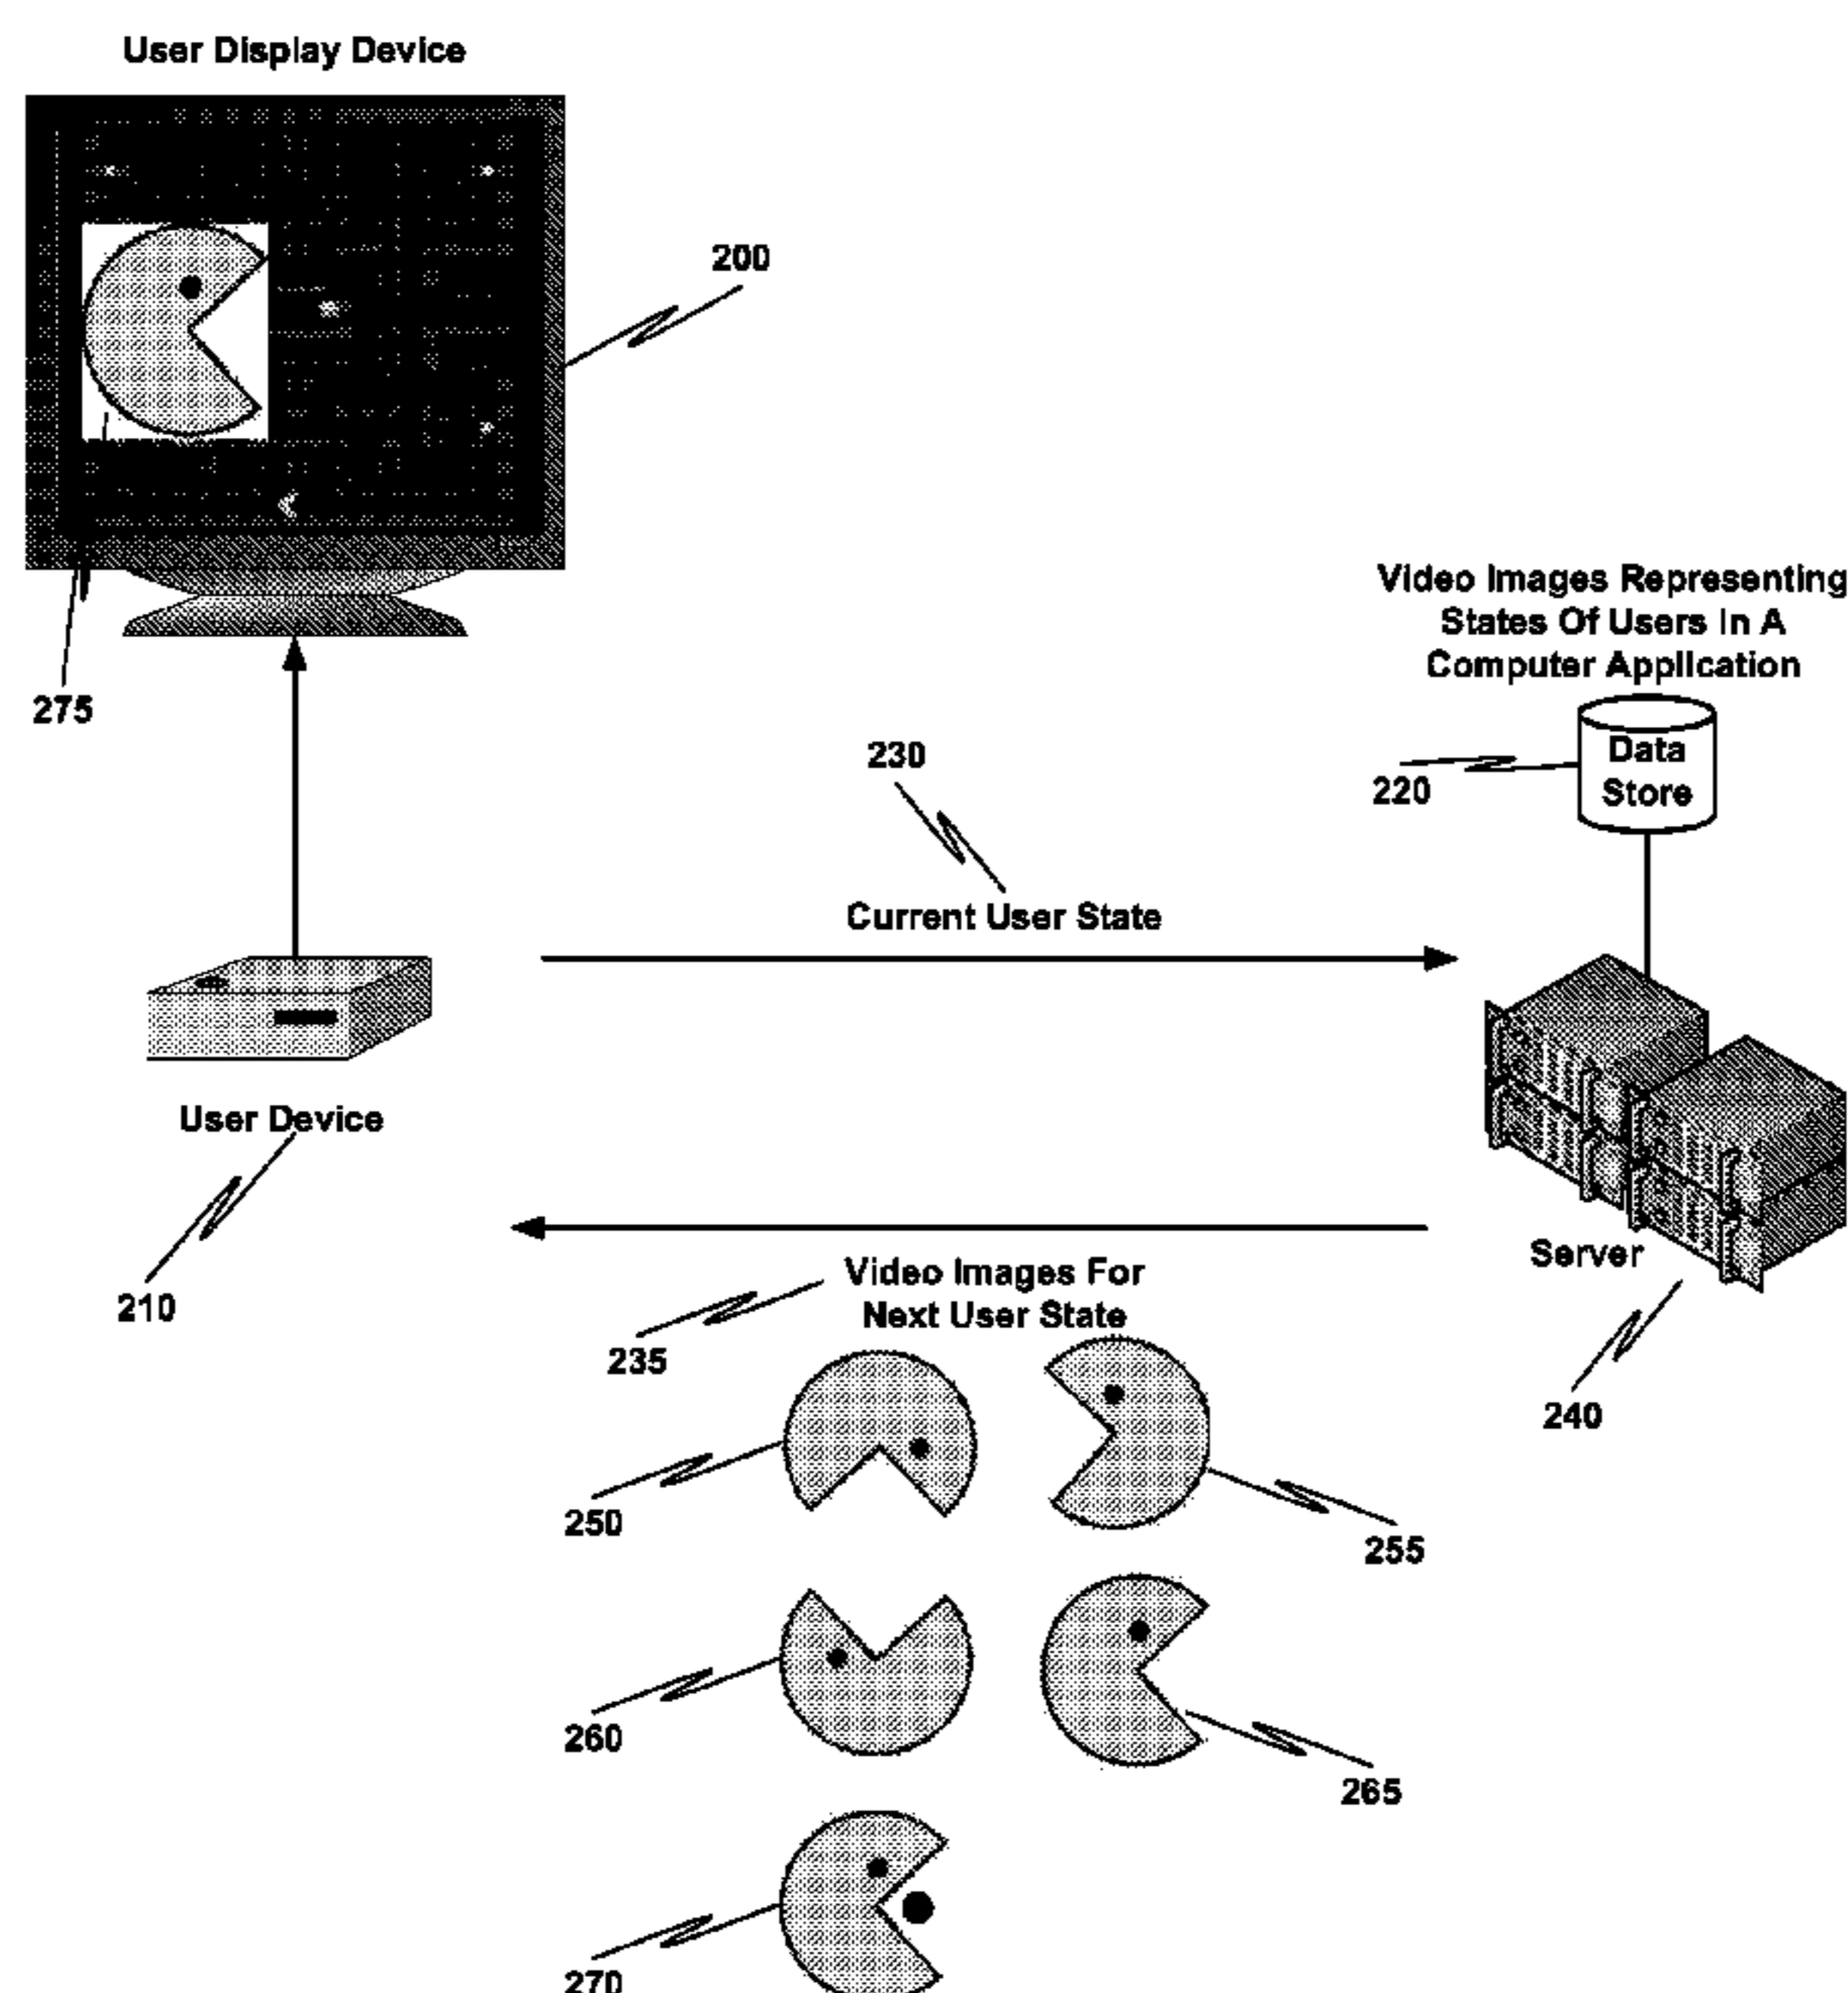 User Display Device
200
275
Video Images Representing
States Of Users In A
Computer Application
Data
Store
220
230
Current User State
User Device
210
Server
240
Video Images For
Next User State
235
250
255
260
265
270